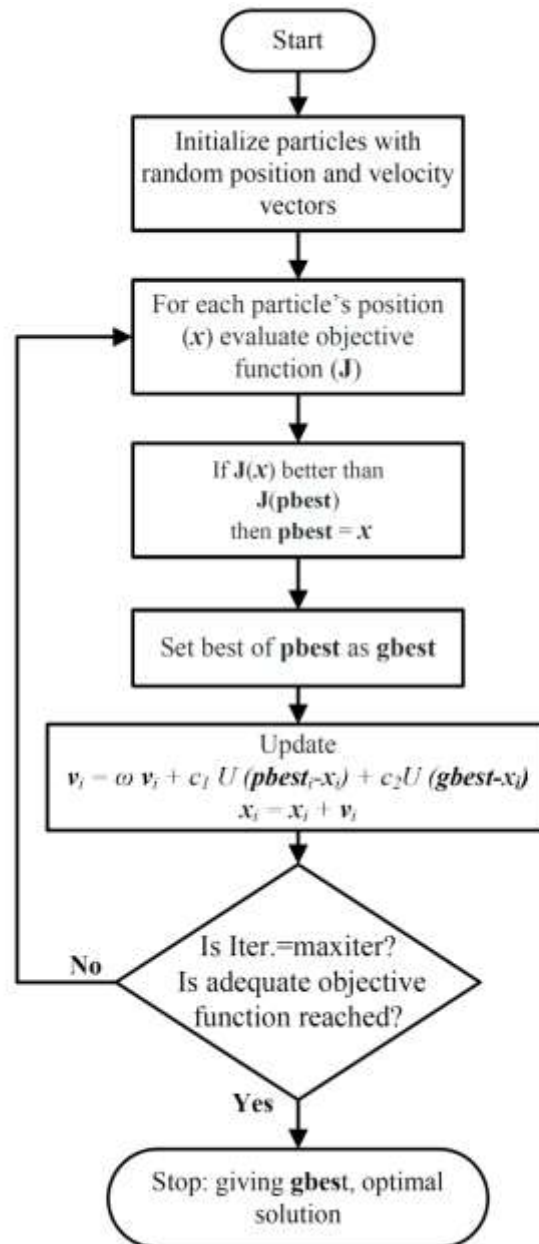 Start
Initialize particles with
random position and velocity
vectors
For each particle's position
(x) evaluate objective
function (J)
If J(x) better than
J(pbest)
then pbest = x
Set best of pbest as gbest
Update
vᵢ = ω vᵢ + c₁ U (pbestᵢ-xᵢ) + c₂U (gbest-xᵢ)
xᵢ = xᵢ + vᵢ
Is Iter.=maxiter?
No
Is adequate objective
function reached?
Yes
Stop: giving gbest, optimal
solution